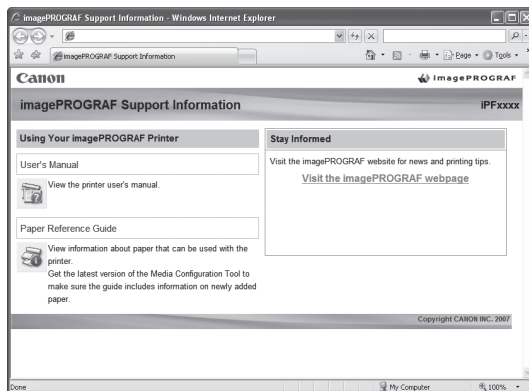 imagePROGRAF Support Information - Windows Internet Explorer
imagePROGRAF Support Information
Page
Tools
Canon
imagePROGRAF
imagePROGRAF Support Information
iPFxxxx
Using Your imagePROGRAF Printer
User's Manual
View the printer user's manual.
Paper Reference Guide
View information about paper that can be used with the
printer.
Get the latest version of the Media Configuration Tool to
make sure the guide includes information on newly added
paper.
Stay Informed
Visit the imagePROGRAF website for news and printing tips.
Visit the imagePROGRAF webpage
Copyright CANON INC. 2007
Done
My Computer
100%